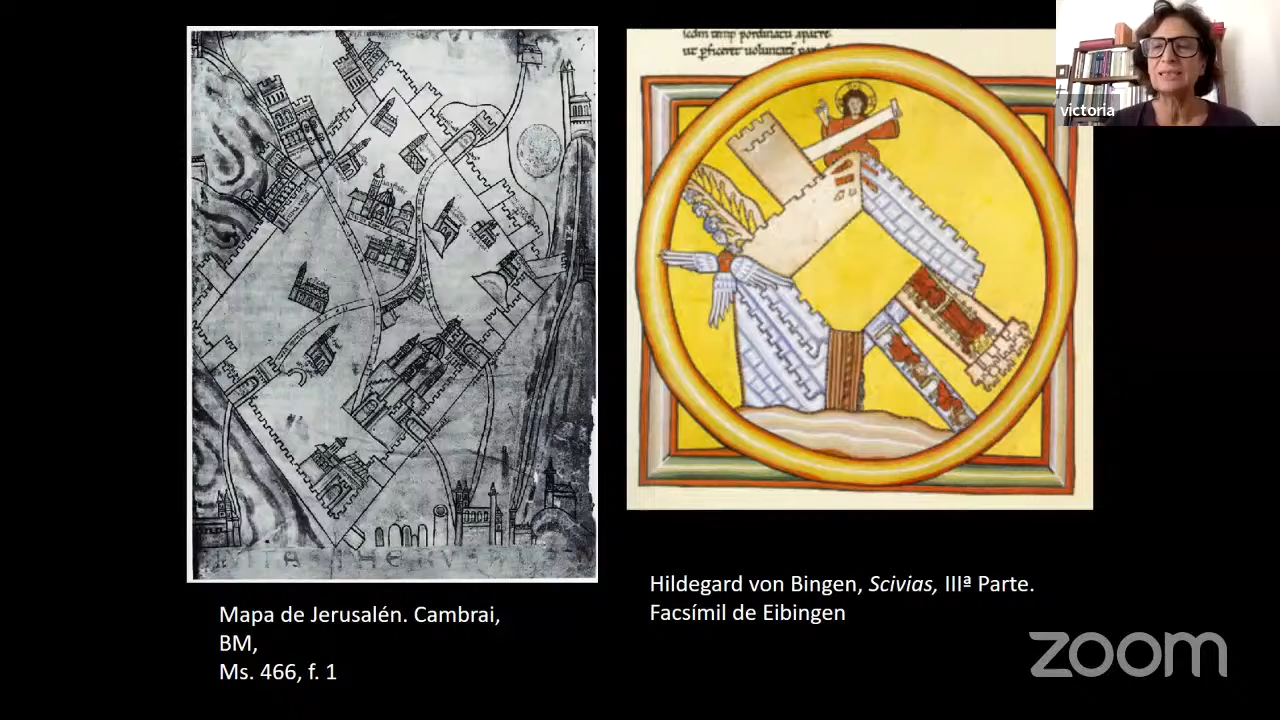 victoria
Mapa de Jerusalén. Cambrai,
BM,
Ms. 466, f. 1
Hildegard von Bingen, Scivias, IIIª Parte.
Facsímil de Eibingen
zoom